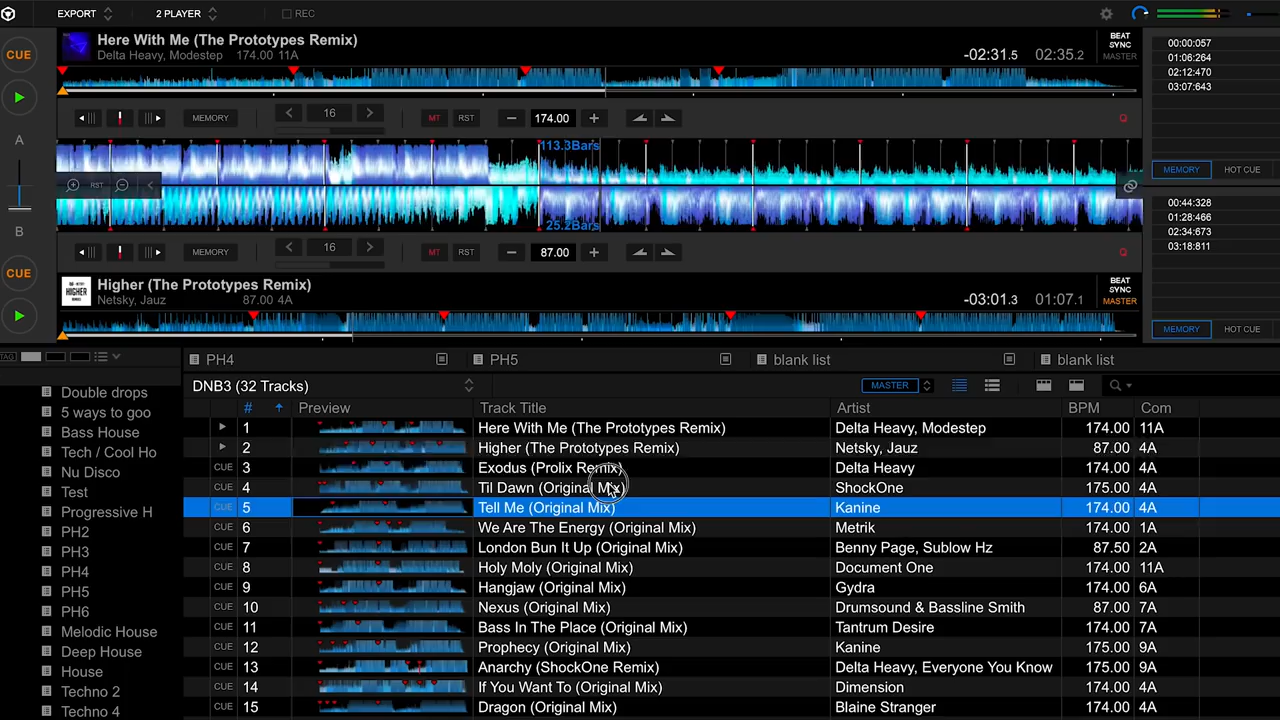 EXPORT 2 PLAYER REC
CUE Here With Me (The Prototypes Remix)
Delta Heavy, Modestep 174.00 11A
-02:31.5 02:35.2 BEAT SYNC MASTER
00:00:057
01:06:264
02:12:470
03:07:643
MEMORY 16 MT RST 174.00 Q
MEMORY HOT CUE
A
113.3Bars
RST
25.2Bars
B
00:44:328
01:28:466
02:34:673
03:18:811
MEMORY 16 MT RST 87.00 Q
CUE Higher (The Prototypes Remix)
Netsky, Jauz 87.00 4A
-03:01.3 01:07.1 BEAT SYNC MASTER
MEMORY HOT CUE
TAG PH4 PH5 blank list blank list
DNB3 (32 Tracks) MASTER
Double drops
5 ways to goo
Bass House
Tech / Cool Ho
Nu Disco
Test
Progressive H
PH2
PH3
PH4
PH5
PH6
Melodic House
Deep House
House
Techno 2
Techno 4
# Preview Track Title Artist BPM Com
1 Here With Me (The Prototypes Remix) Delta Heavy, Modestep 174.00 11A
2 Higher (The Prototypes Remix) Netsky, Jauz 87.00 4A
CUE 3 Exodus (Prolix Remix) Delta Heavy 174.00 4A
CUE 4 Til Dawn (Original Mix) ShockOne 175.00 4A
CUE 5 Tell Me (Original Mix) Kanine 174.00 4A
CUE 6 We Are The Energy (Original Mix) Metrik 174.00 1A
CUE 7 London Bun It Up (Original Mix) Benny Page, Sublow Hz 87.50 2A
CUE 8 Holy Moly (Original Mix) Document One 174.00 11A
CUE 9 Hangjaw (Original Mix) Gydra 174.00 6A
CUE 10 Nexus (Original Mix) Drumsound & Bassline Smith 87.00 7A
CUE 11 Bass In The Place (Original Mix) Tantrum Desire 174.00 7A
CUE 12 Prophecy (Original Mix) Kanine 175.00 9A
CUE 13 Anarchy (ShockOne Remix) Delta Heavy, Everyone You Know 175.00 9A
CUE 14 If You Want To (Original Mix) Dimension 174.00 4A
CUE 15 Dragon (Original Mix) Blaine Stranger 174.00 4A